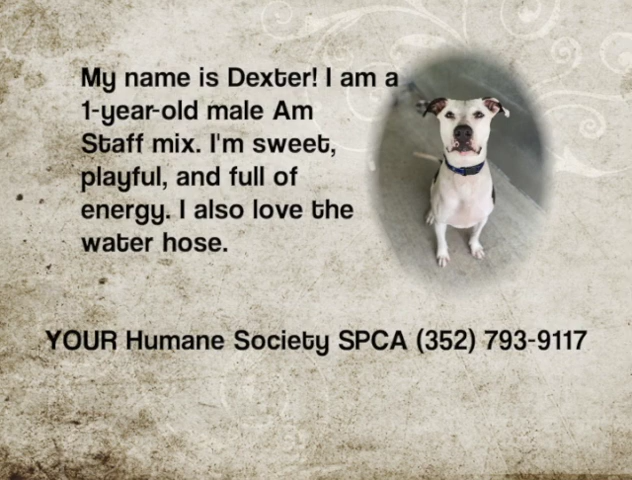 My name is Dexter! I am a
1-year-old male Am
Staff mix. I'm sweet,
playful, and full of
energy. I also love the
water hose.
YOUR Humane Society SPCA (352) 793-9117